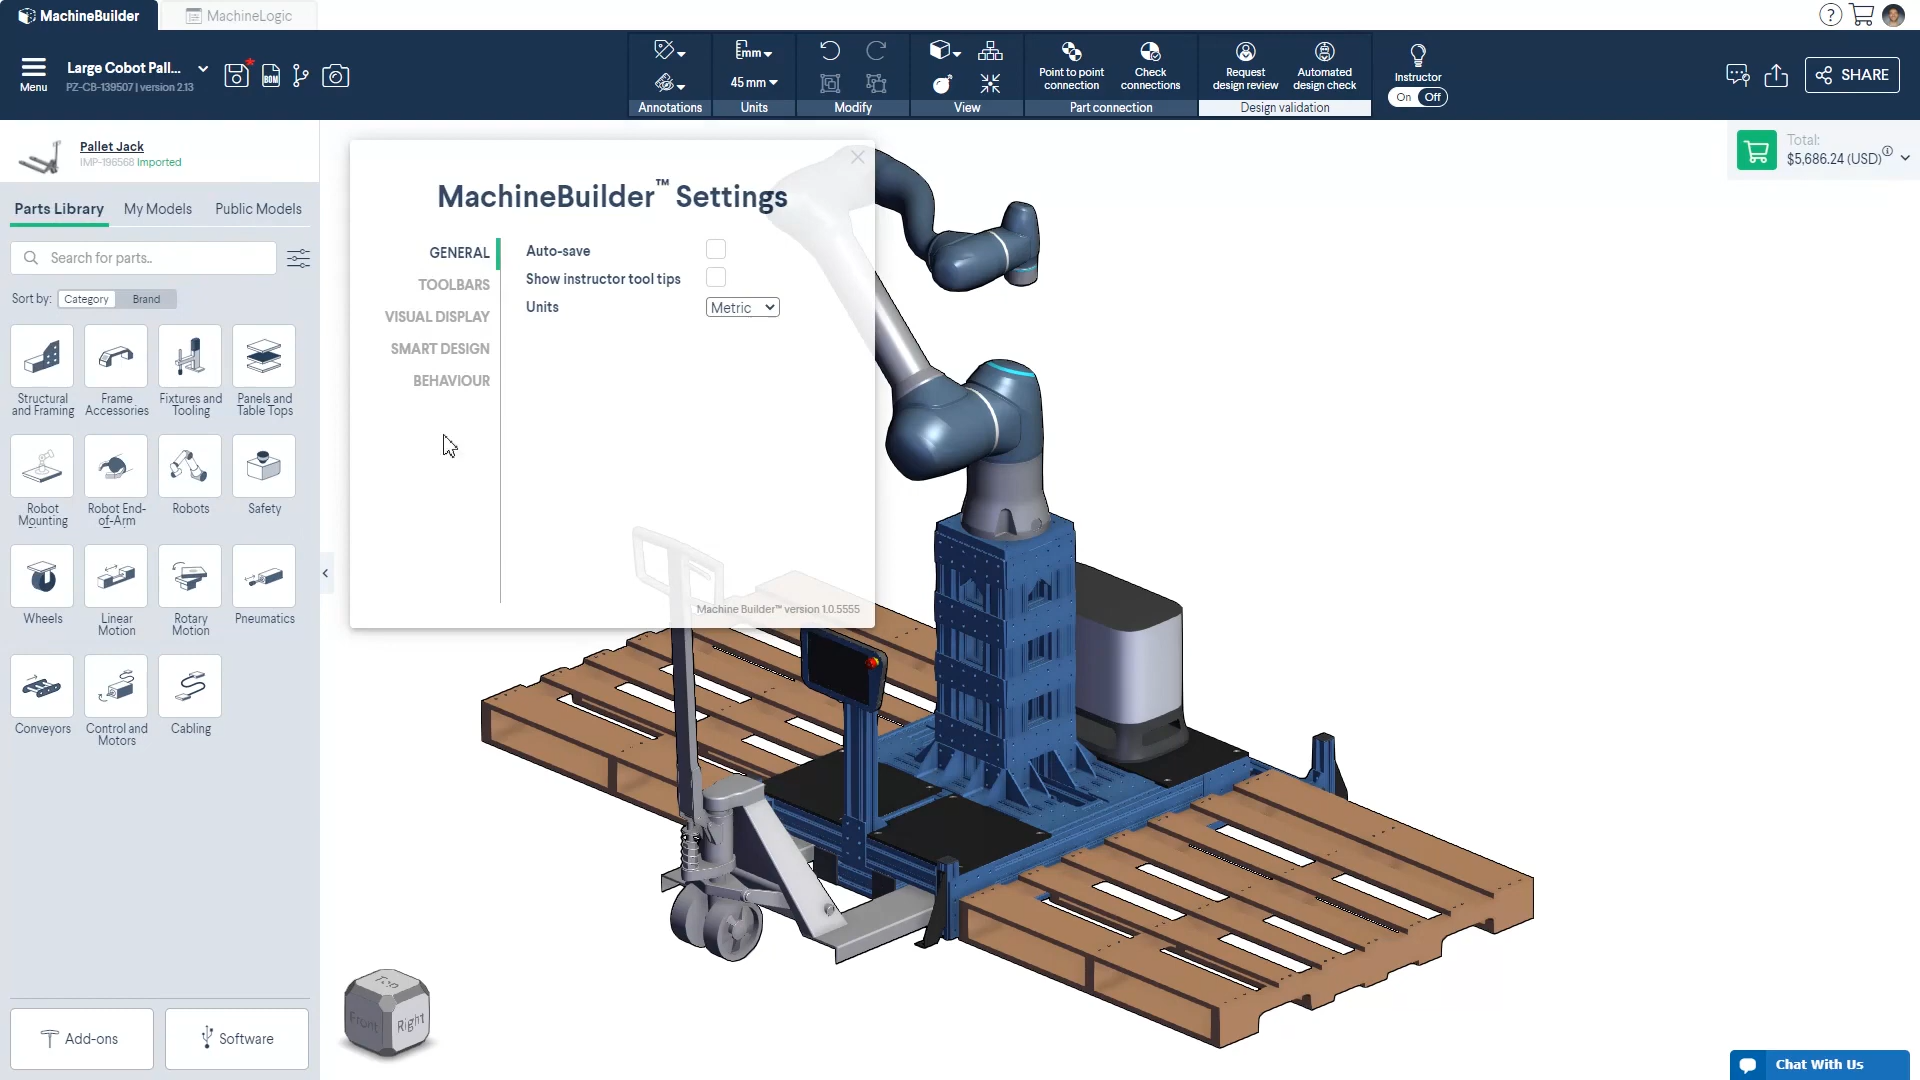 MachineBuilder
MachineLogic
?
Menu
Large Cobot Pall...
PZ-CB-139507 | version 2.13
BOM
Annotations
mm
45 mm
Units
Modify
View
Point to point
connection
Check
connections
Part connection
Request
design review
Automated
design check
Design validation
Instructor
On Off
SHARE
Pallet Jack
IMP-196568 Imported
Total:
$5,686.24 (USD)
Parts Library
My Models
Public Models
Search for parts..
Sort by: Category Brand
Structural
and Framing
Frame
Accessories
Fixtures and
Tooling
Panels and
Table Tops
Robot
Mounting
Robot End-
of-Arm
Robots
Safety
Wheels
Linear
Motion
Rotary
Motion
Pneumatics
Conveyors
Control and
Motors
Cabling
Add-ons
Software
MachineBuilder™ Settings
GENERAL
TOOLBARS
VISUAL DISPLAY
SMART DESIGN
BEHAVIOUR
Auto-save
Show instructor tool tips
Units
Metric
Machine Builder™ version 1.0.5555
Top
Front
Right
Chat With Us